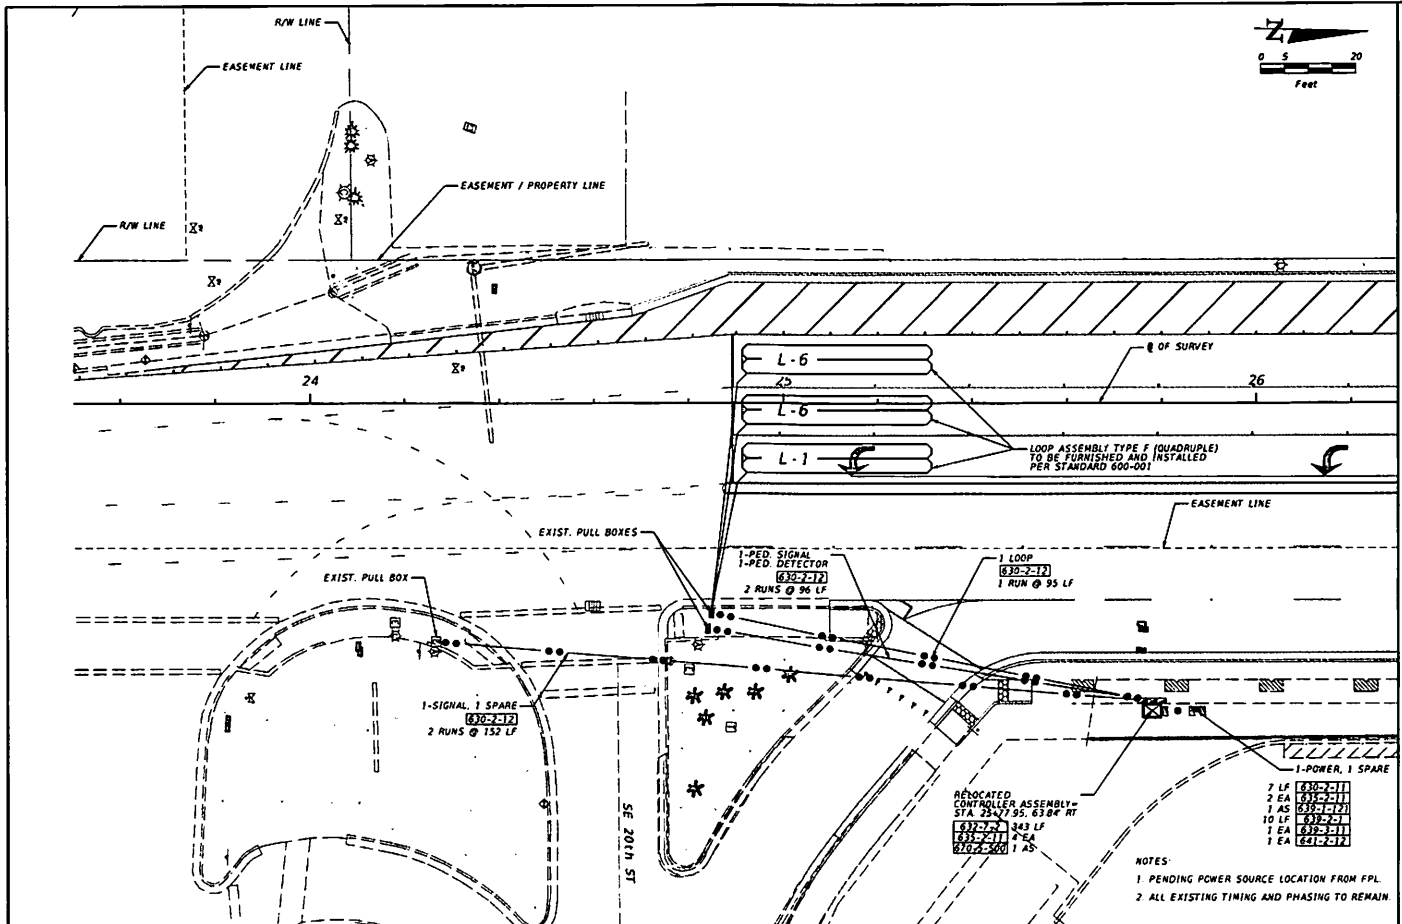 R/W LINE
EASEMENT LINE
N
0 5 20
Feet
EASEMENT / PROPERTY LINE
R/W LINE
OF SURVEY
L-6
24
25
26
L-6
L-1
LOOP ASSEMBLY TYPE F (QUADRUPLE)
TO BE FURNISHED AND INSTALLED
PER STANDARD 600-001
EASEMENT LINE
EXIST. PULL BOXES
1-PED. SIGNAL
1-PED. DETECTOR
630-2-12
2 RUNS @ 96 LF
1 LOOP
630-2-12
1 RUN @ 95 LF
EXIST. PULL BOX
1-SIGNAL, 1 SPARE
630-2-12
2 RUNS @ 152 LF
SE 20th ST
RELOCATED
CONTROLLER ASSEMBLY
STA. 25+77.95, 63.84' RT
632-7-2 343 LF
635-2-11 4 EA
670-5-500 1 AS
1-POWER, 1 SPARE
7 LF 630-2-11
2 EA 635-2-11
1 AS 639-1-121
10 LF 639-2-1
1 EA 639-3-11
1 EA 641-2-12
NOTES:
1. PENDING POWER SOURCE LOCATION FROM FPL.
2. ALL EXISTING TIMING AND PHASING TO REMAIN.